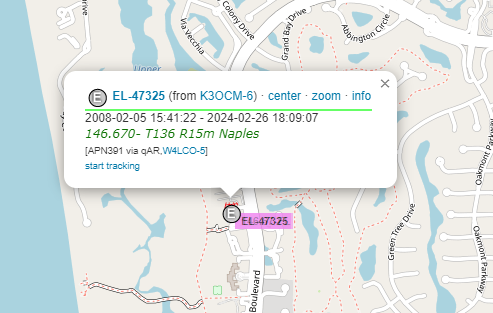 Colony Drive
Grand Bay Drive
Abbington Circle
Via Vecchia
Upper
×
E EL-47325 (from K3OCM-6) · center · zoom · info
2008-02-05 15:41:22 - 2024-02-26 18:09:07
146.670- T136 R15m Naples
[APN391 via qAR,W4LCO-5]
start tracking
E EL-47325
Oakmont Parkway
Green Tree Drive
Oakmont Parkway
Boulevard